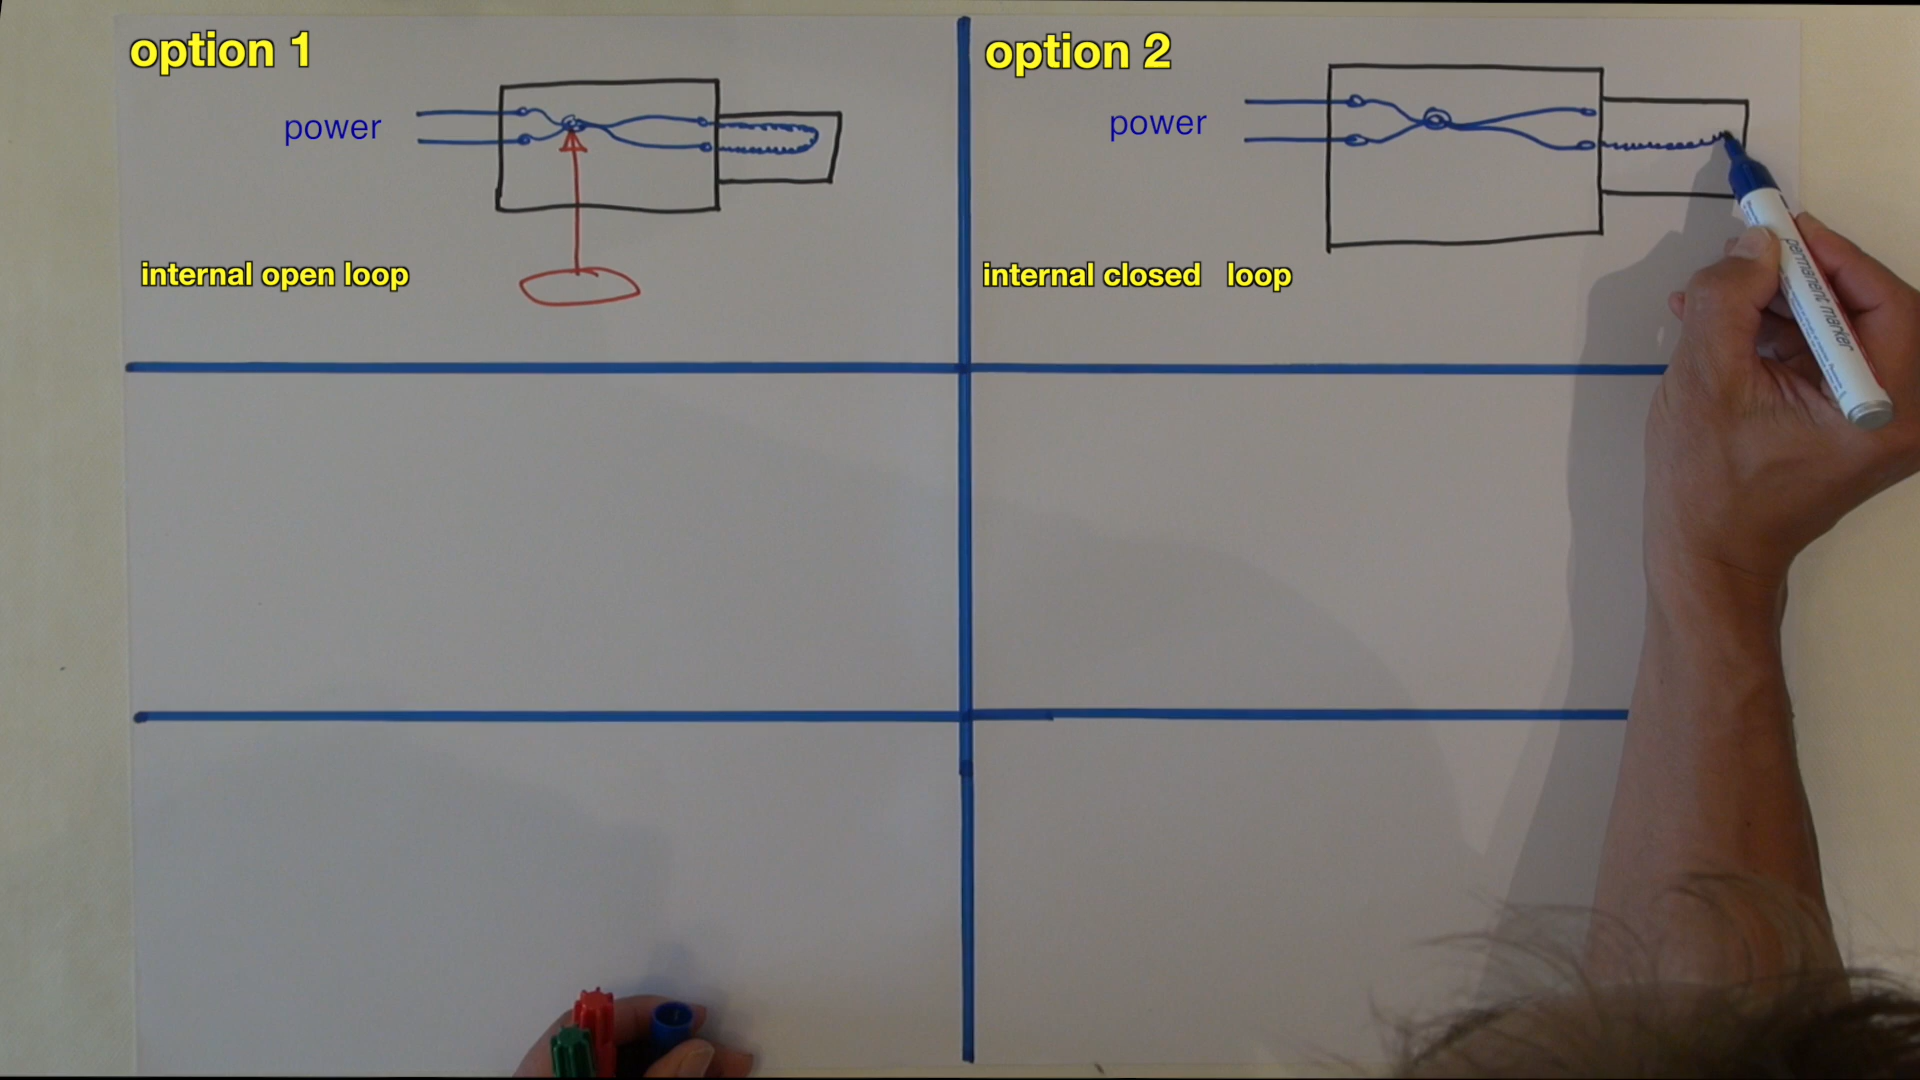 option 1
power
internal open loop
option 2
power
internal closed loop
permanent marker